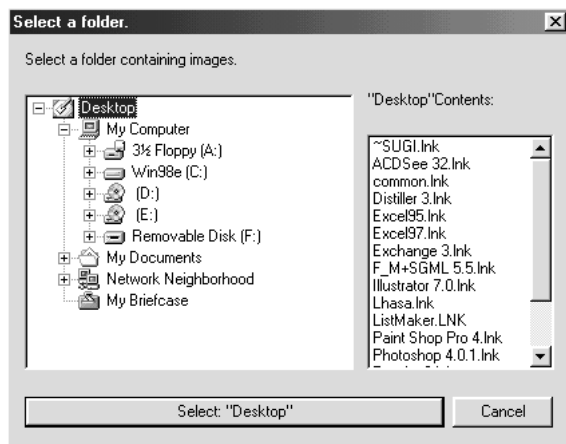 Select a folder.
Select a folder containing images.
Desktop
My Computer
3½ Floppy (A:)
Win98e (C:)
(D:)
(E:)
Removable Disk (F:)
My Documents
Network Neighborhood
My Briefcase
"Desktop"Contents:
~SUGI.lnk
ACDSee 32.lnk
common.lnk
Distiller 3.lnk
Excel95.lnk
Excel97.lnk
Exchange 3.lnk
F_M+SGML 5.5.lnk
Illustrator 7.0.lnk
Lhasa.lnk
ListMaker.LNK
Paint Shop Pro 4.lnk
Photoshop 4.0.1.lnk
Select: "Desktop"
Cancel